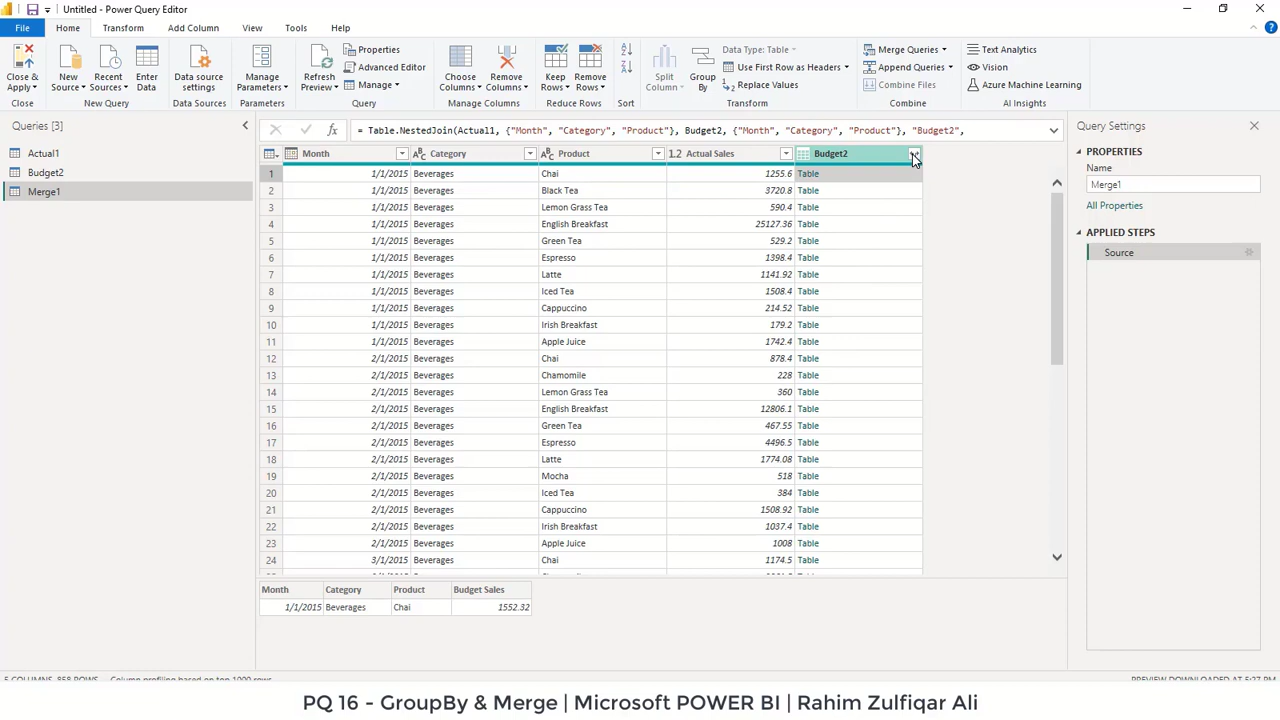 Untitled - Power Query Editor
File Home Transform Add Column View Tools Help
Close & Apply New Source Recent Sources Enter Data Data source settings Manage Parameters Refresh Preview Properties Advanced Editor Manage Choose Columns Remove Columns Keep Rows Remove Rows Split Column Group By Data Type: Table Use First Row as Headers Replace Values Merge Queries Append Queries Combine Files Text Analytics Vision Azure Machine Learning
Close New Query Data Sources Parameters Query Manage Columns Reduce Rows Sort Transform Combine AI Insights
Queries [3]
Actual1
Budget2
Merge1
= Table.NestedJoin(Actual1, {"Month", "Category", "Product"}, Budget2, {"Month", "Category", "Product"}, "Budget2",
Month Category Product 1.2 Actual Sales Budget2
1 1/1/2015 Beverages Chai 1255.6 Table
2 1/1/2015 Beverages Black Tea 3720.8 Table
3 1/1/2015 Beverages Lemon Grass Tea 590.4 Table
4 1/1/2015 Beverages English Breakfast 25127.36 Table
5 1/1/2015 Beverages Green Tea 529.2 Table
6 1/1/2015 Beverages Espresso 1398.4 Table
7 1/1/2015 Beverages Latte 1141.92 Table
8 1/1/2015 Beverages Iced Tea 1508.4 Table
9 1/1/2015 Beverages Cappuccino 214.52 Table
10 1/1/2015 Beverages Irish Breakfast 179.2 Table
11 1/1/2015 Beverages Apple Juice 1742.4 Table
12 2/1/2015 Beverages Chai 878.4 Table
13 2/1/2015 Beverages Chamomile 228 Table
14 2/1/2015 Beverages Lemon Grass Tea 360 Table
15 2/1/2015 Beverages English Breakfast 12806.1 Table
16 2/1/2015 Beverages Green Tea 467.55 Table
17 2/1/2015 Beverages Espresso 4496.5 Table
18 2/1/2015 Beverages Latte 1774.08 Table
19 2/1/2015 Beverages Mocha 518 Table
20 2/1/2015 Beverages Iced Tea 384 Table
21 2/1/2015 Beverages Cappuccino 1508.92 Table
22 2/1/2015 Beverages Irish Breakfast 1037.4 Table
23 2/1/2015 Beverages Apple Juice 1008 Table
24 3/1/2015 Beverages Chai 1174.5 Table
Month Category Product Budget Sales
1/1/2015 Beverages Chai 1552.32
Query Settings
PROPERTIES
Name
Merge1
All Properties
APPLIED STEPS
Source
5 COLUMNS, 858 ROWS Column profiling based on top 1000 rows
PREVIEW DOWNLOADED AT 5:27 PM
PQ 16 - GroupBy & Merge | Microsoft POWER BI | Rahim Zulfiqar Ali